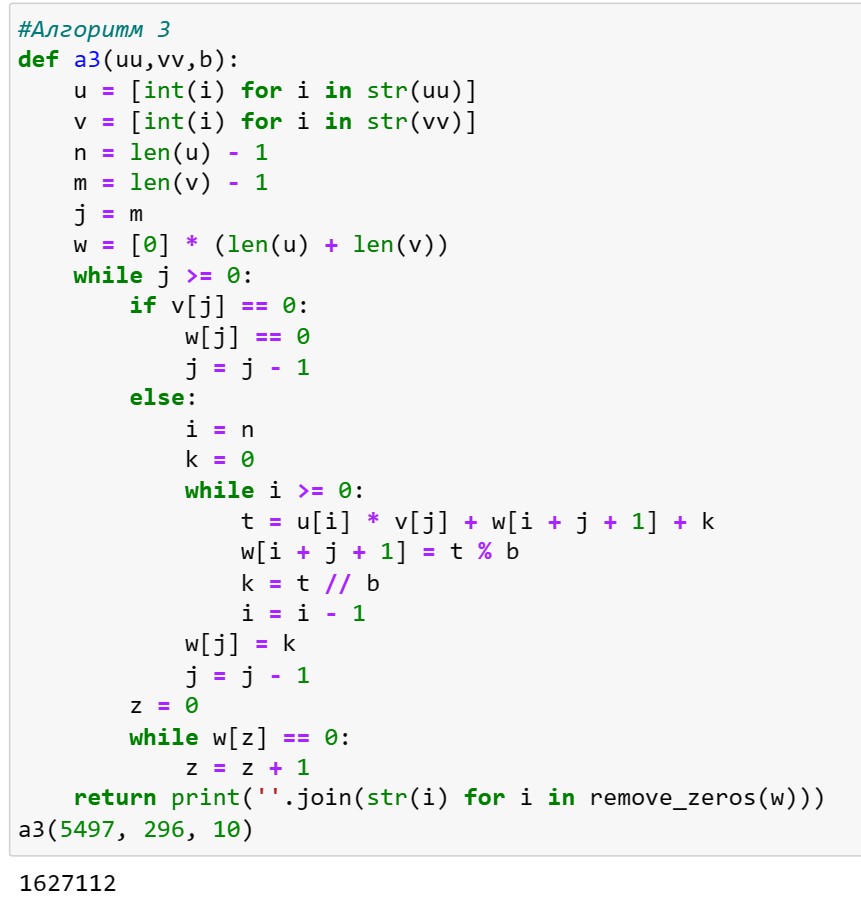 #Алгоритм 3
def a3(uu,vv,b):
    u = [int(i) for i in str(uu)]
    v = [int(i) for i in str(vv)]
    n = len(u) - 1
    m = len(v) - 1
    j = m
    w = [0] * (len(u) + len(v))
    while j >= 0:
        if v[j] == 0:
            w[j] == 0
            j = j - 1
        else:
            i = n
            k = 0
            while i >= 0:
                t = u[i] * v[j] + w[i + j + 1] + k
                w[i + j + 1] = t % b
                k = t // b
                i = i - 1
            w[j] = k
            j = j - 1
        z = 0
        while w[z] == 0:
            z = z + 1
    return print(''.join(str(i) for i in remove_zeros(w)))
a3(5497, 296, 10)
1627112